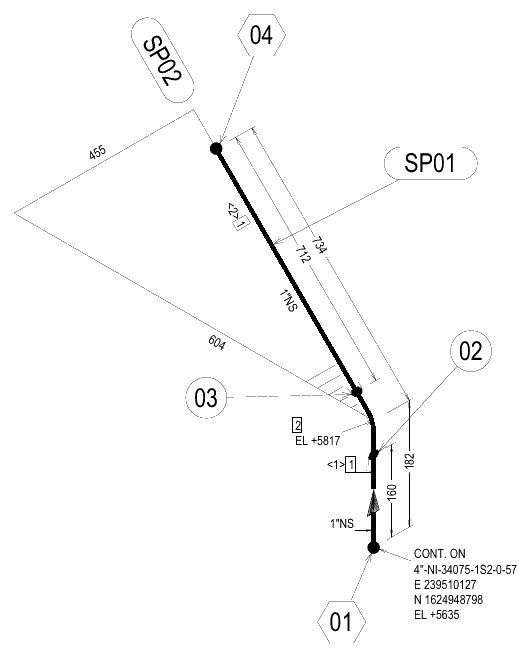 04
SP02
455
SP01
<2>1
734
712
1"NS
604
02
03
2
EL +5817
<1>1
182
160
1"NS
CONT. ON
4"-NI-34075-1S2-0-57
E 239510127
N 1624948798
EL +5635
01